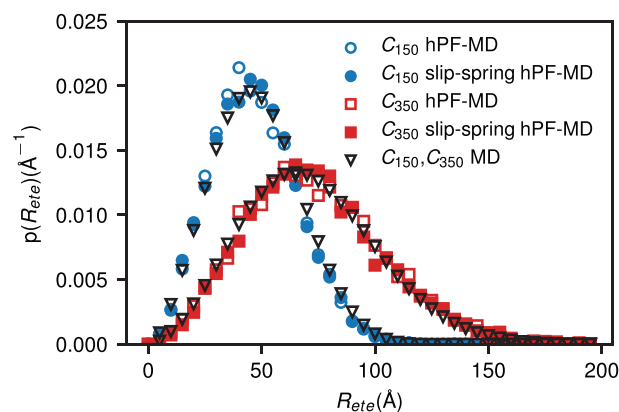 0.025
0.020
0.015
0.010
0.005
0.000
p(R_ete)(Å⁻¹)
C₁₅₀ hPF-MD
C₁₅₀ slip-spring hPF-MD
C₃₅₀ hPF-MD
C₃₅₀ slip-spring hPF-MD
C₁₅₀,C₃₅₀ MD
0 50 100 150 200
R_ete(Å)